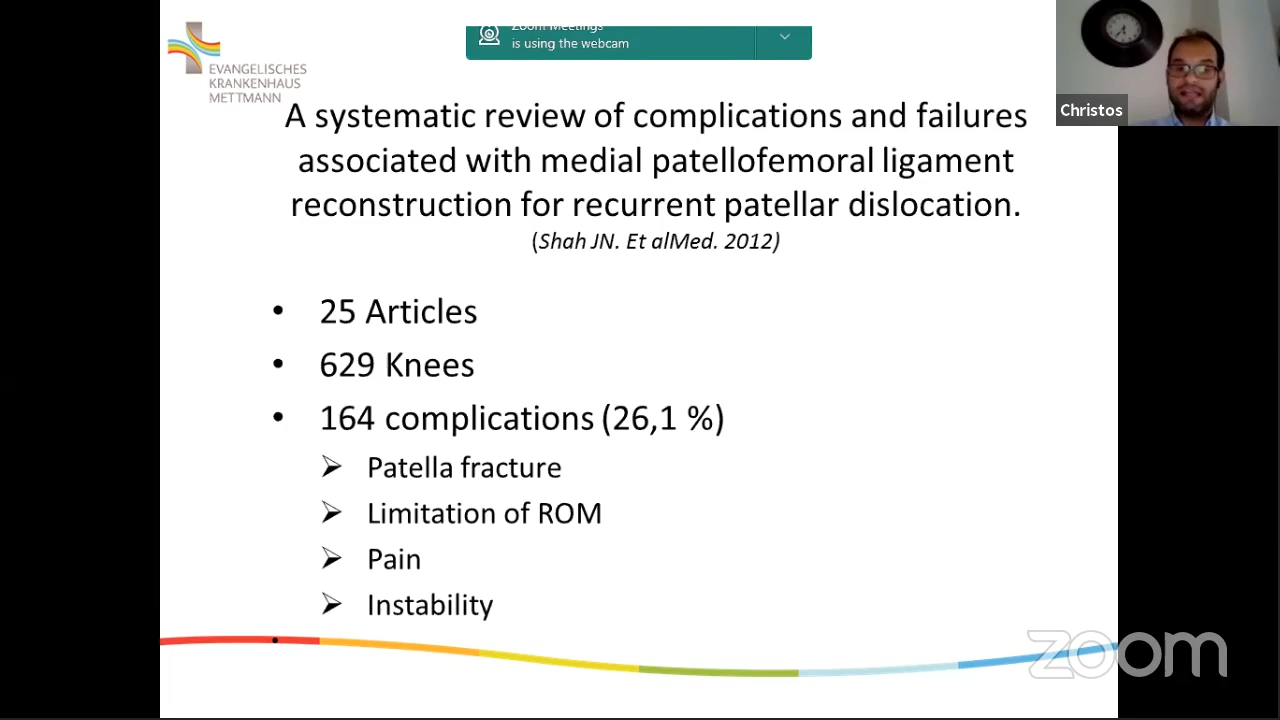 Zoom Meetings
is using the webcam
EVANGELISCHES
KRANKENHAUS
METTMANN
Christos
A systematic review of complications and failures
associated with medial patellofemoral ligament
reconstruction for recurrent patellar dislocation.
(Shah JN. Et alMed. 2012)
• 25 Articles
• 629 Knees
• 164 complications (26,1 %)
➢ Patella fracture
➢ Limitation of ROM
➢ Pain
➢ Instability
zoom